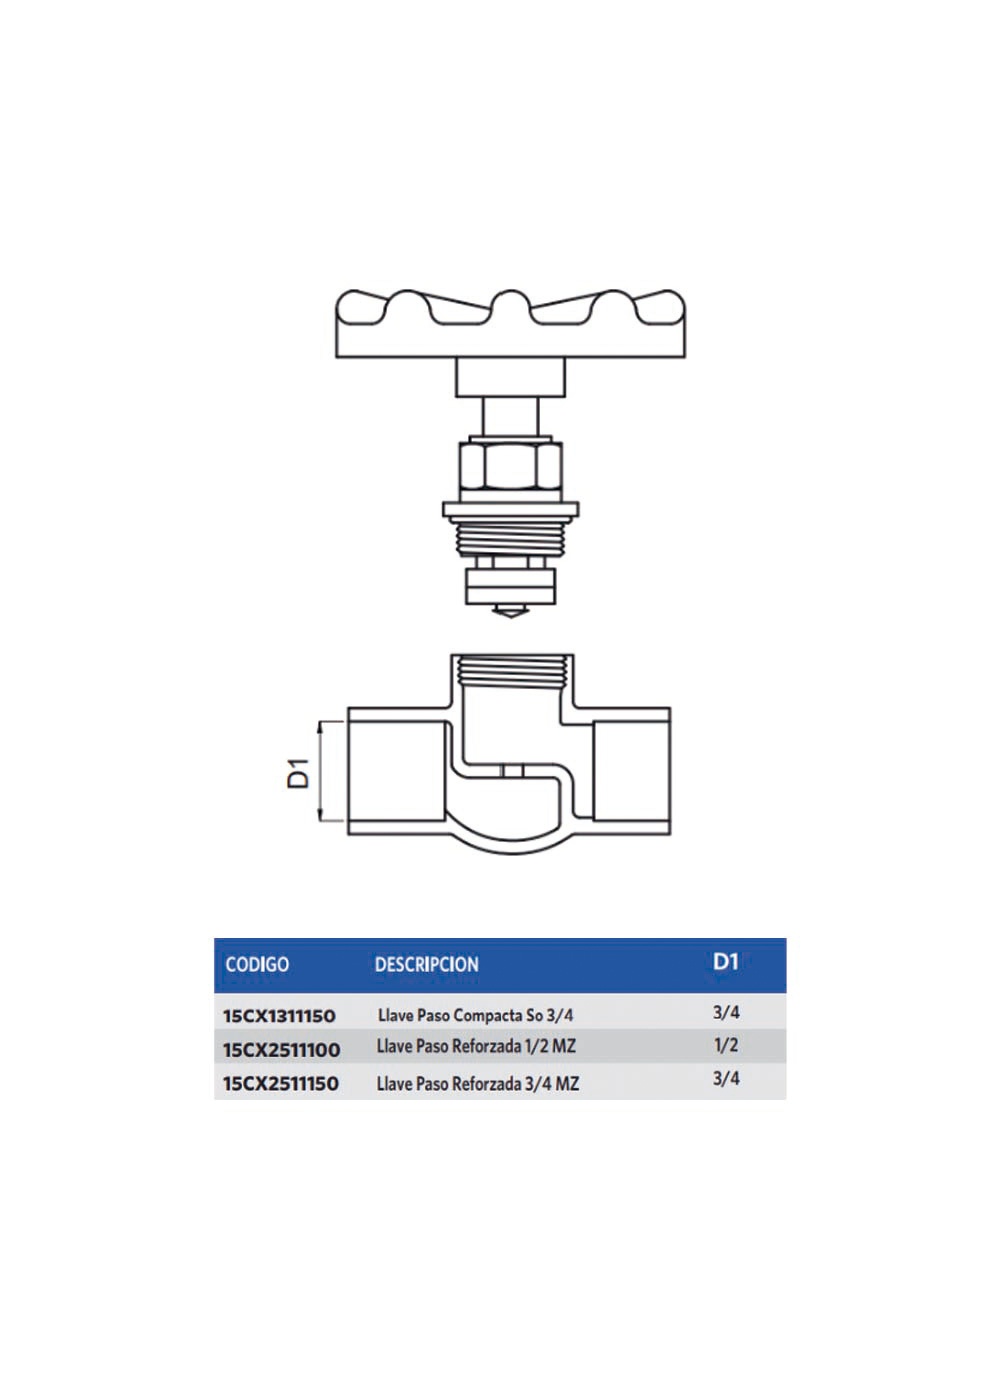 D1
CODIGO DESCRIPCION D1
15CX1311150 Llave Paso Compacta So 3/4 3/4
15CX2511100 Llave Paso Reforzada 1/2 MZ 1/2
15CX2511150 Llave Paso Reforzada 3/4 MZ 3/4